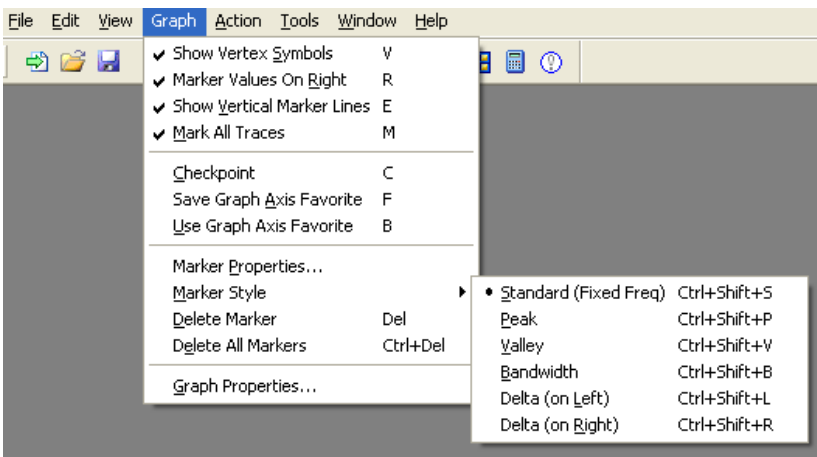 File Edit View Graph Action Tools Window Help
Show Vertex Symbols V
Marker Values On Right R
Show Vertical Marker Lines E
Mark All Traces M
Checkpoint C
Save Graph Axis Favorite F
Use Graph Axis Favorite B
Marker Properties...
Marker Style
Delete Marker Del
Delete All Markers Ctrl+Del
Graph Properties...
Standard (Fixed Freq) Ctrl+Shift+S
Peak Ctrl+Shift+P
Valley Ctrl+Shift+V
Bandwidth Ctrl+Shift+B
Delta (on Left) Ctrl+Shift+L
Delta (on Right) Ctrl+Shift+R